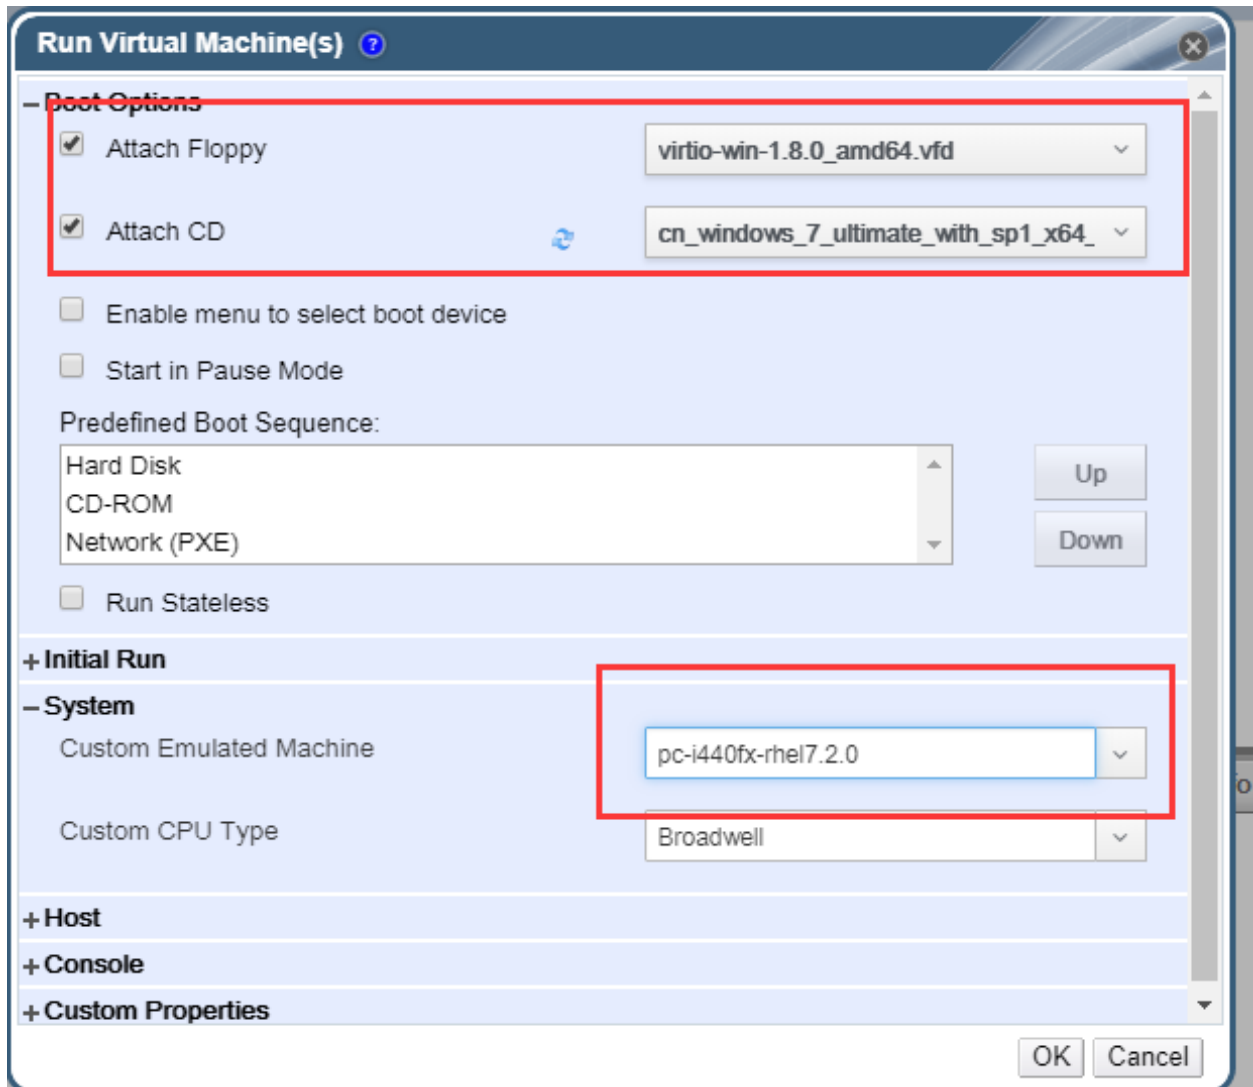 Run Virtual Machine(s) ?
Boot Options
Attach Floppy virtio-win-1.8.0_amd64.vfd
Attach CD cn_windows_7_ultimate_with_sp1_x64_
Enable menu to select boot device
Start in Pause Mode
Predefined Boot Sequence:
Hard Disk
CD-ROM
Network (PXE)
Up
Down
Run Stateless
Initial Run
System
Custom Emulated Machine pc-i440fx-rhel7.2.0
Custom CPU Type Broadwell
Host
Console
Custom Properties
OK Cancel